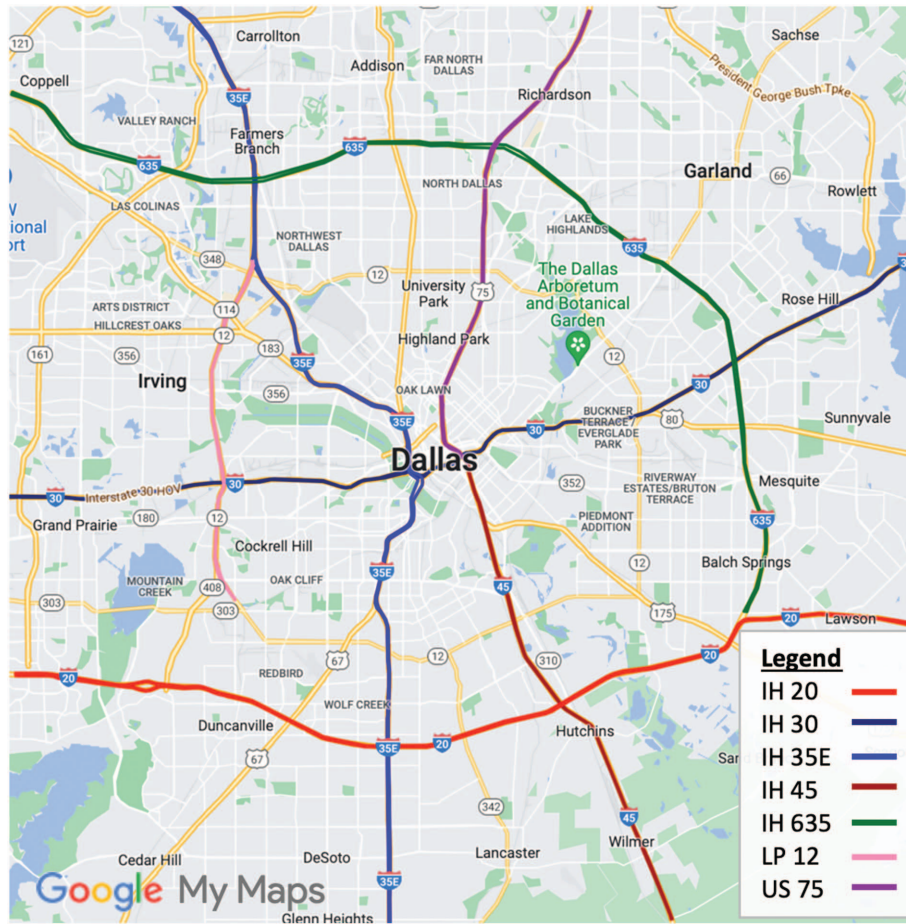 Carrollton
Sachse
121
Addison
FAR NORTH
DALLAS
President George Bush Tpke
Coppell
35E
Richardson
VALLEY RANCH
Farmers
Branch
635
635
Garland
66
NORTH DALLAS
Rowlett
LAS COLINAS
LAKE
HIGHLANDS
635
NORTHWEST
DALLAS
348
12
The Dallas
Arboretum
and Botanical
Garden
University
Park
75
Rose Hill
ARTS DISTRICT
HILLCREST OAKS
114
12
Highland Park
161
356
183
35E
12
Irving
356
OAK LAWN
30
35E
BUCKNER
TERRACE/
EVERGLADE
PARK
80
Sunnyvale
30
Dallas
30
Interstate 30 HOV
30
352
RIVERWAY
ESTATES/BRUTON
TERRACE
Mesquite
Grand Prairie
180
12
PIEDMONT
ADDITION
635
Cockrell Hill
Balch Springs
MOUNTAIN
CREEK
408
OAK CLIFF
35E
45
12
303
303
175
20
Lawson
67
12
310
20
REDBIRD
20
WOLF CREEK
Duncanville
35E
20
Hutchins
67
342
45
Wilmer
Cedar Hill
DeSoto
35E
Lancaster
Glenn Heights
Google My Maps
Legend
IH 20
IH 30
IH 35E
IH 45
IH 635
LP 12
US 75